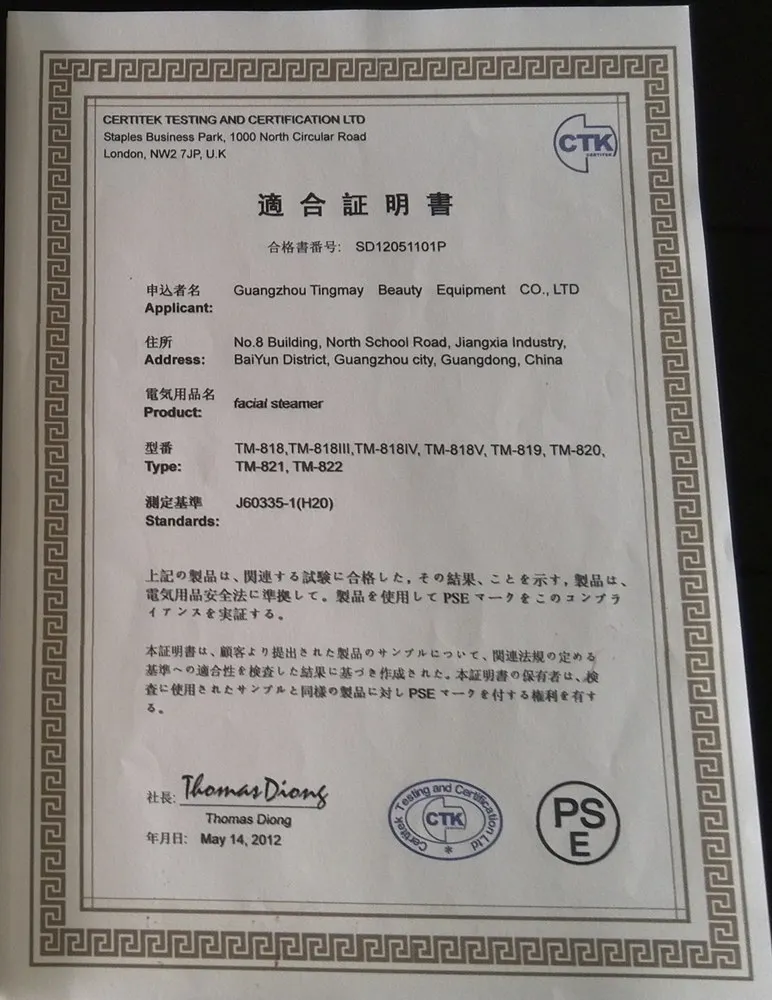 CERTITEK TESTING AND CERTIFICATION LTD
Staples Business Park, 1000 North Circular Road
London, NW2 7JP, U.K
CTK
CERTITEK
適合証明書
合格書番号: SD12051101P
申込者名 Guangzhou Tingmay Beauty Equipment CO., LTD
Applicant:
住所 No.8 Building, North School Road, Jiangxia Industry,
Address: BaiYun District, Guangzhou city, Guangdong, China
電気用品名
Product: facial steamer
型番 TM-818,TM-818III,TM-818IV, TM-818V, TM-819, TM-820,
Type: TM-821, TM-822
測定基準 J60335-1(H20)
Standards:
上記の製品は、関連する試験に合格した，その結果、ことを示す，製品は、
電気用品安全法に準拠して。製品を使用して PSE マークをこのコンプラ
イアンスを実証する。
本証明書は、顧客より提出された製品のサンプルについて、関連法規の定める
基準への適合性を検査した結果に基づき作成された。本証明書の保有者は、検
査に使用されたサンプルと同様の製品に対し PSE マークを付する権利を有す
る。
社長: Thomas Diong
Thomas Diong
年月日: May 14, 2012
Certitek Testing and Certification Ltd
CTK
*
PS
E